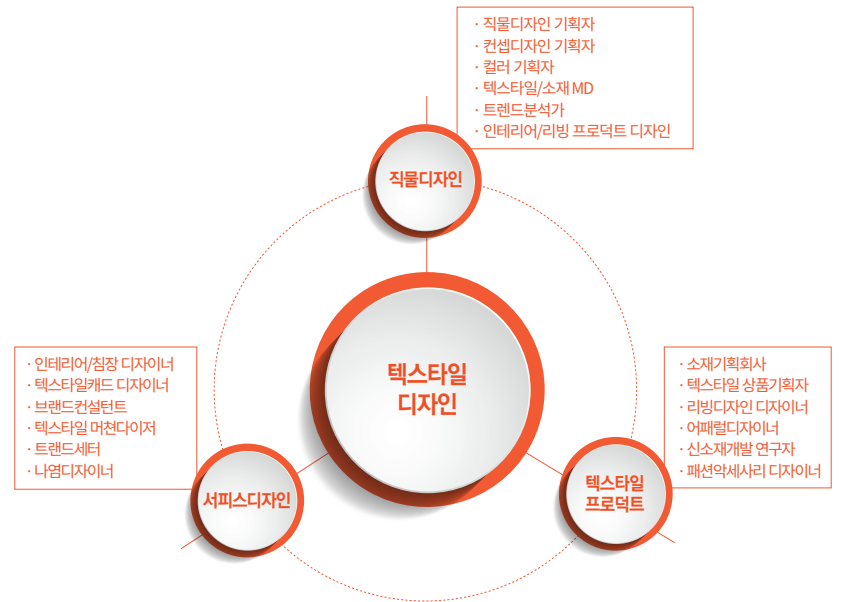 · 직물디자인 기획자
· 컨셉디자인 기획자
· 컬러 기획자
· 텍스타일/소재 MD
· 트렌드분석가
· 인테리어/리빙 프로덕트 디자인
직물디자인
텍스타일
디자인
· 인테리어/침장 디자이너
· 텍스타일캐드 디자이너
· 브랜드컨설턴트
· 텍스타일 머천다이저
· 트랜드세터
· 나염디자이너
서피스디자인
· 소재기획회사
· 텍스타일 상품기획자
· 리빙디자인 디자이너
· 어패럴디자이너
· 신소재개발 연구자
· 패션악세사리 디자이너
텍스타일
프로덕트